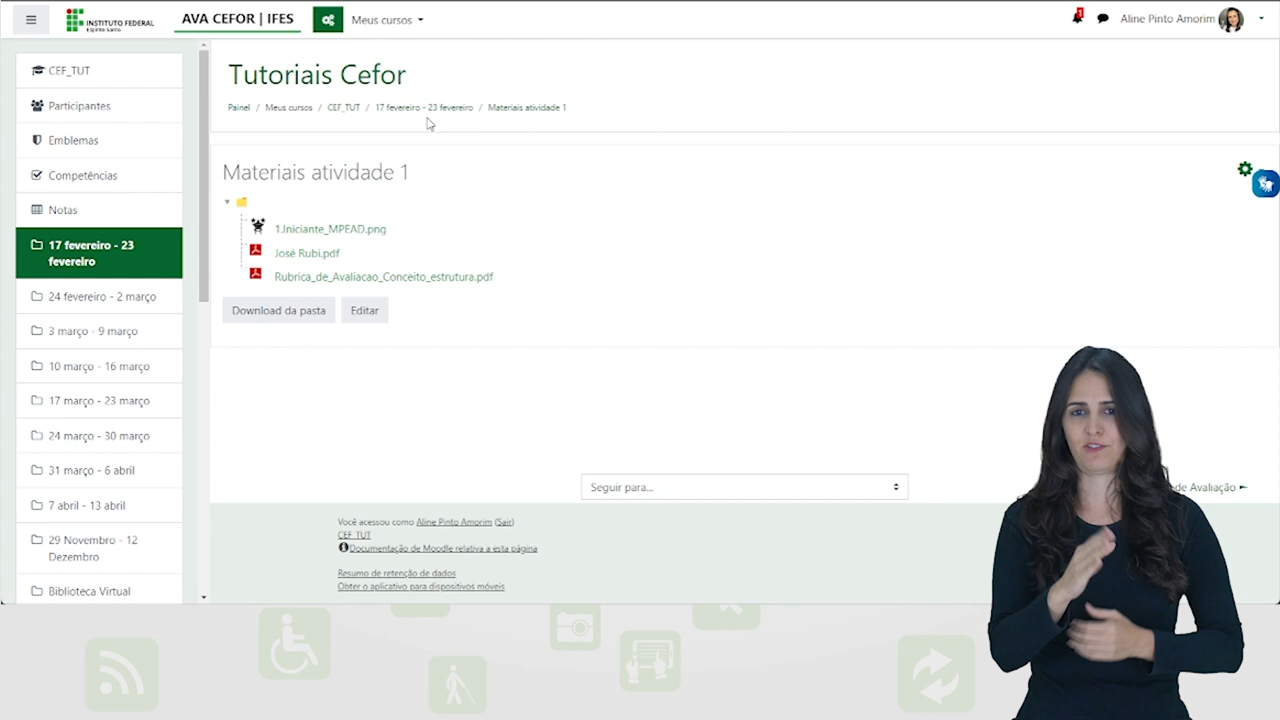 INSTITUTO FEDERAL
Espírito Santo
AVA CEFOR | IFES
Meus cursos
1
Aline Pinto Amorim
CEF_TUT
Participantes
Emblemas
Competências
Notas
17 fevereiro - 23
fevereiro
24 fevereiro - 2 março
3 março - 9 março
10 março - 16 março
17 março - 23 março
24 março - 30 março
31 março - 6 abril
7 abril - 13 abril
29 Novembro - 12
Dezembro
Biblioteca Virtual
Tutoriais Cefor
Painel / Meus cursos / CEF_TUT / 17 fevereiro - 23 fevereiro / Materiais atividade 1
Materiais atividade 1
1.Iniciante_MPEAD.png
José Rubi.pdf
Rubrica_de_Avaliacao_Conceito_estrutura.pdf
Download da pasta
Editar
Seguir para...
de Avaliação
Você acessou como Aline Pinto Amorim (Sair)
CEF_TUT
Documentação de Moodle relativa a esta página
Resumo de retenção de dados
Obter o aplicativo para dispositivos móveis